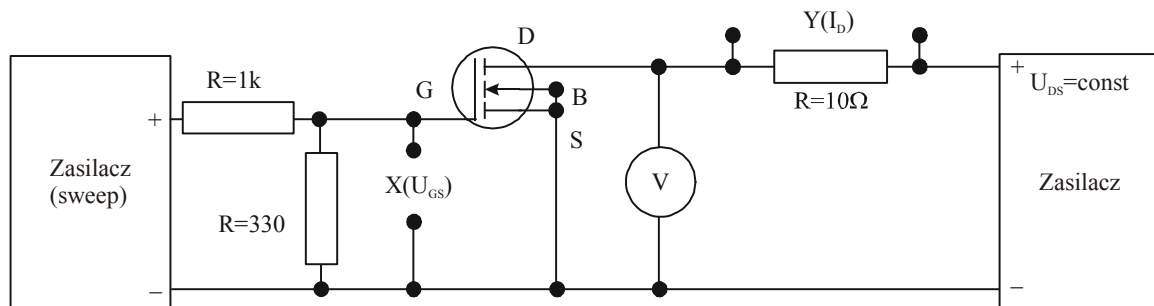 Zasilacz
(sweep)
+
−
R=1k
R=330
G
X(U_GS)
D
B
S
V
Y(I_D)
R=10Ω
+
U_DS=const
Zasilacz
−